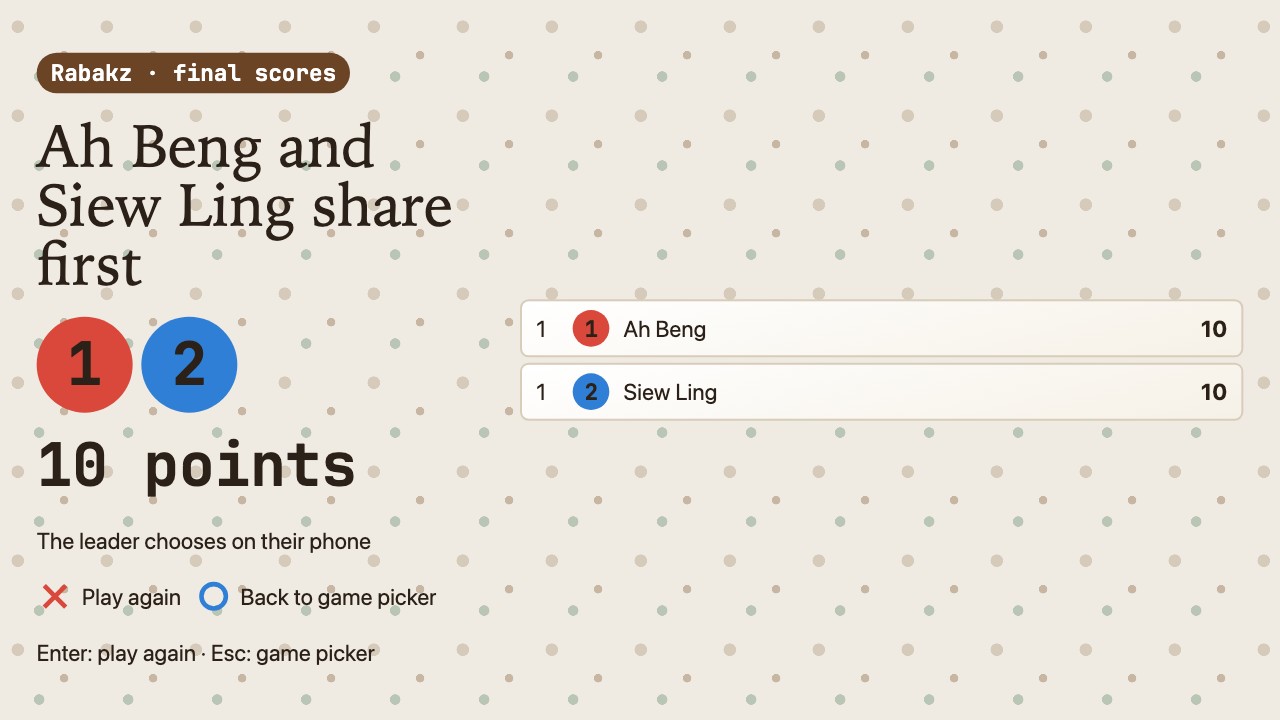 Rabakz · final scores
Ah Beng and
Siew Ling share
first
1 2
10 points
The leader chooses on their phone
Play again Back to game picker
Enter: play again · Esc: game picker
1 1 Ah Beng 10
1 2 Siew Ling 10